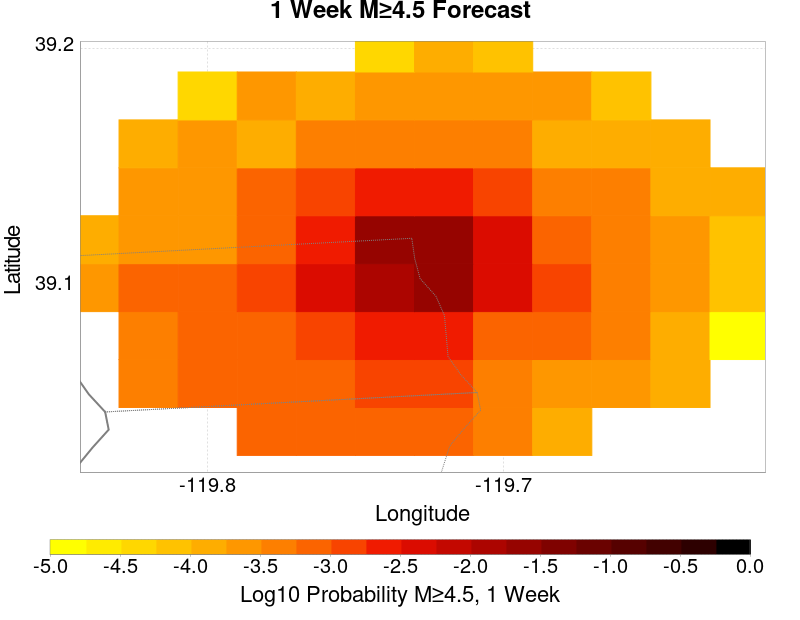 1 Week M≥4.5 Forecast
39.2
39.1
Latitude
-119.8 -119.7
Longitude
-5.0 -4.5 -4.0 -3.5 -3.0 -2.5 -2.0 -1.5 -1.0 -0.5 0.0
Log10 Probability M≥4.5, 1 Week